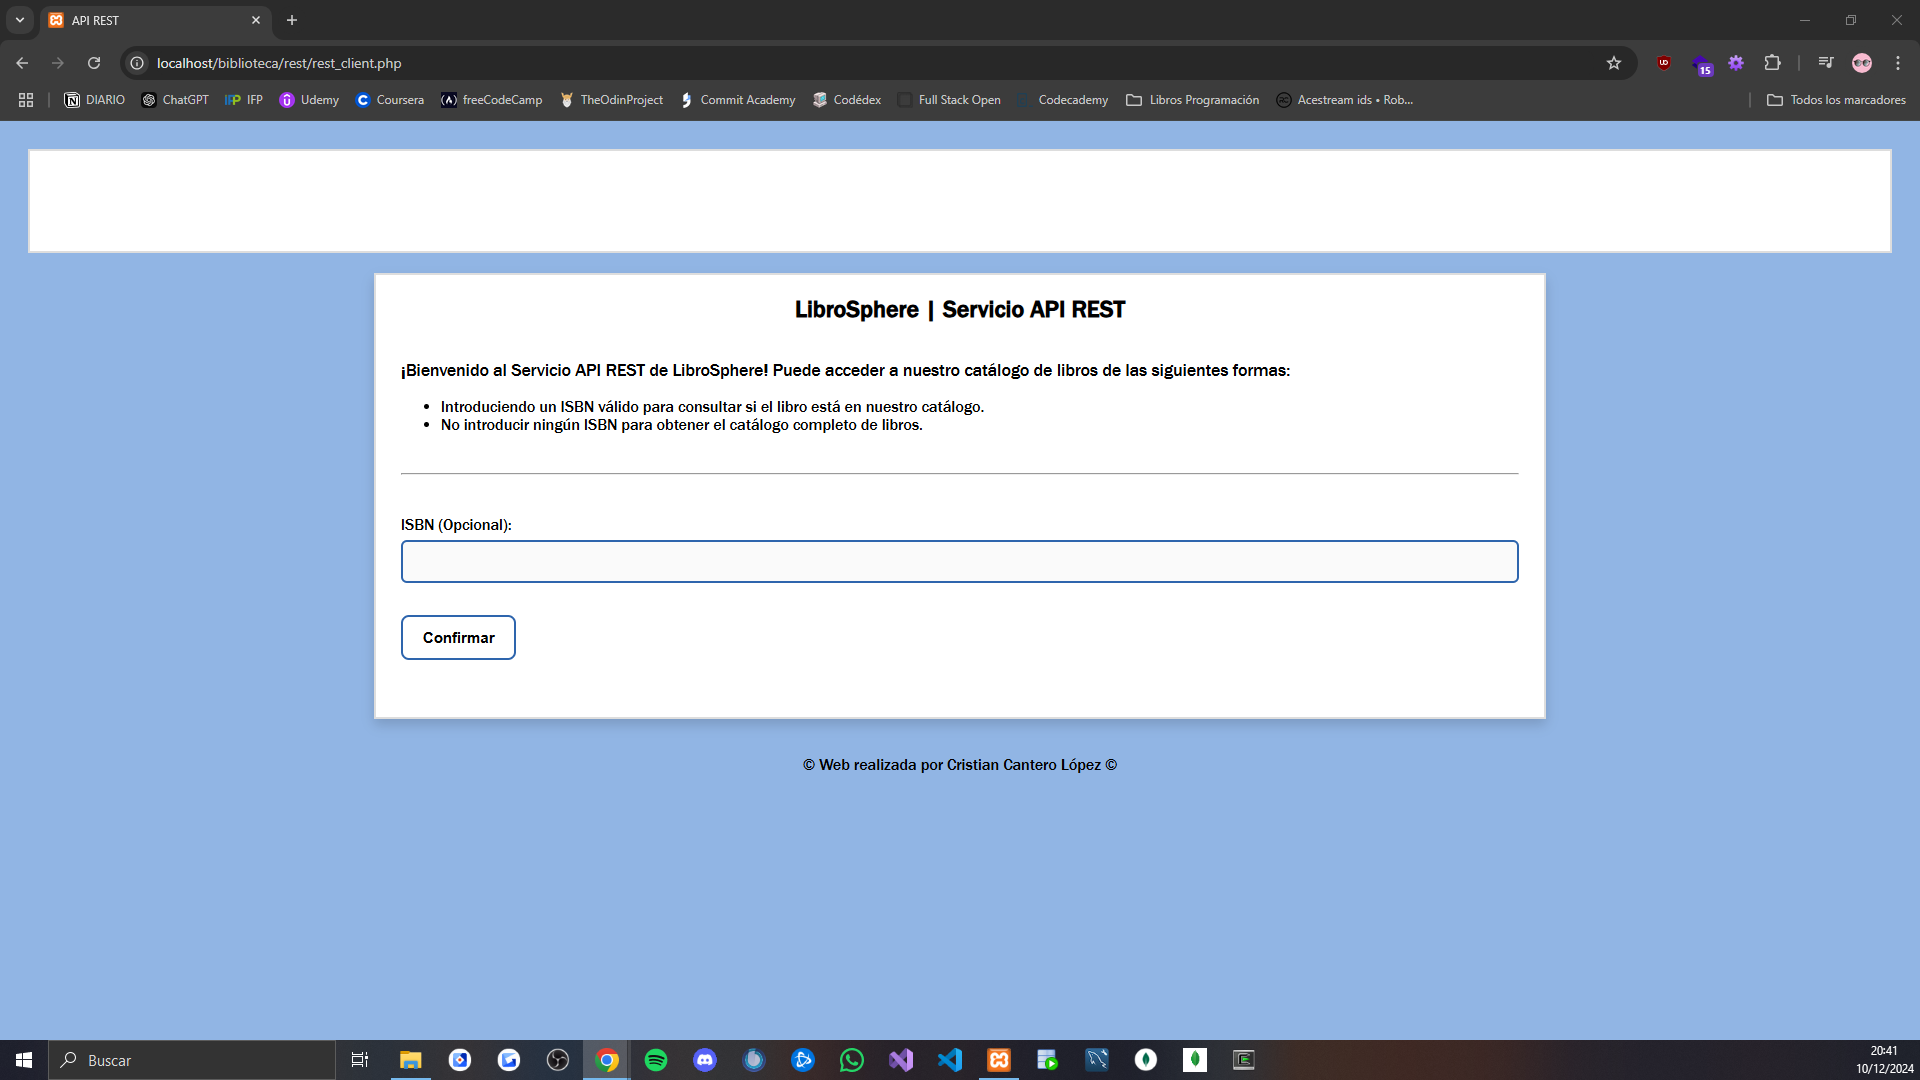 API REST
localhost/biblioteca/rest/rest_client.php
15
DIARIO
ChatGPT
IFP
Udemy
Coursera
freeCodeCamp
TheOdinProject
Commit Academy
Codédex
Full Stack Open
Codecademy
Libros Programación
Acestream ids • Rob...
Todos los marcadores
LibroSphere | Servicio API REST
¡Bienvenido al Servicio API REST de LibroSphere! Puede acceder a nuestro catálogo de libros de las siguientes formas:
• Introduciendo un ISBN válido para consultar si el libro está en nuestro catálogo.
• No introducir ningún ISBN para obtener el catálogo completo de libros.
ISBN (Opcional):
Confirmar
© Web realizada por Cristian Cantero López ©
Buscar
20:41
10/12/2024